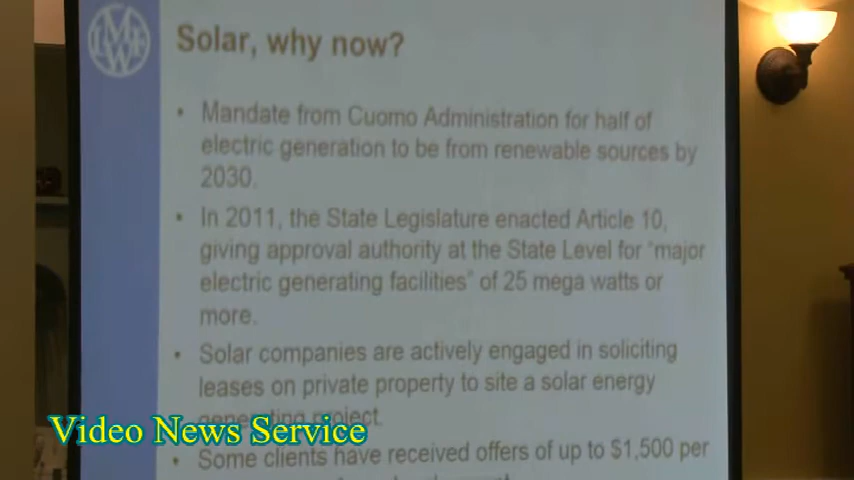 Solar, why now?
• Mandate from Cuomo Administration for half of
electric generation to be from renewable sources by
2030.
• In 2011, the State Legislature enacted Article 10,
giving approval authority at the State Level for “major
electric generating facilities” of 25 mega watts or
more.
• Solar companies are actively engaged in soliciting
leases on private property to site a solar energy
generating project.
Video News Service
• Some clients have received offers of up to $1,500 per